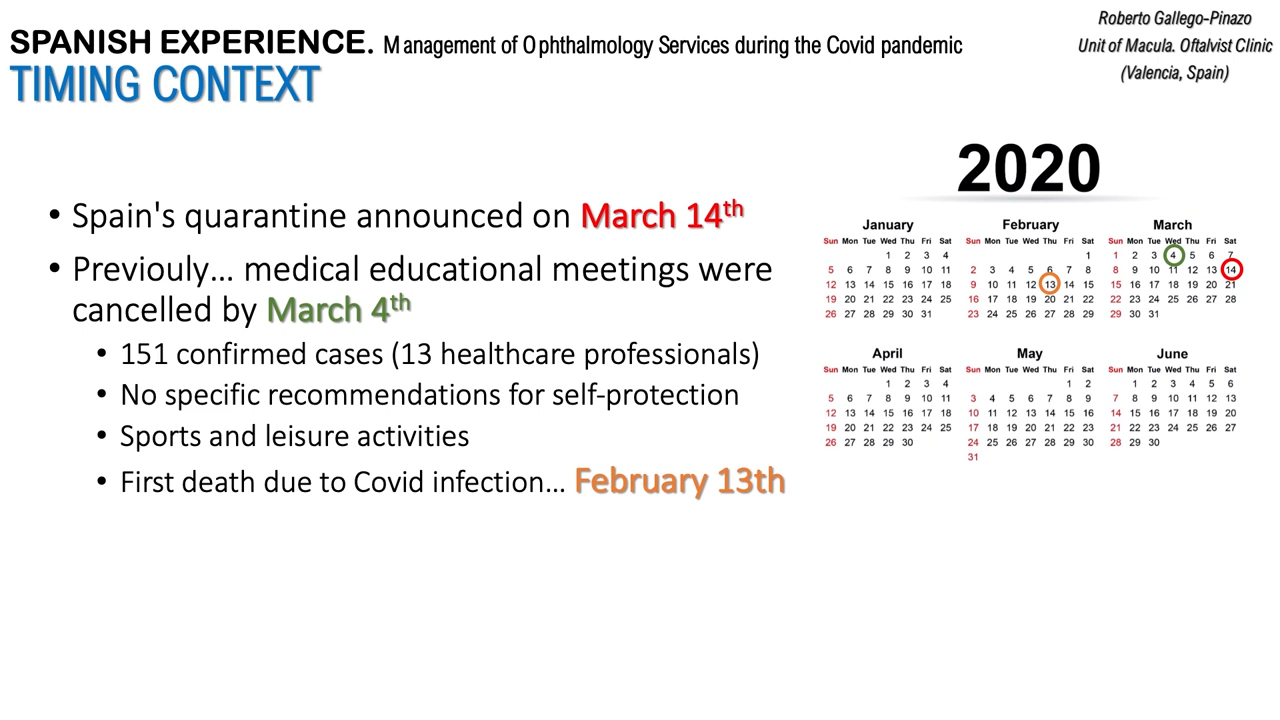 SPANISH EXPERIENCE. Management of Ophthalmology Services during the Covid pandemic
TIMING CONTEXT
Roberto Gallego-Pinazo
Unit of Macula. Oftalvist Clinic
(Valencia, Spain)
• Spain's quarantine announced on March 14th
• Previouly... medical educational meetings were
cancelled by March 4th
• 151 confirmed cases (13 healthcare professionals)
• No specific recommendations for self-protection
• Sports and leisure activities
• First death due to Covid infection... February 13th
2020
January
Sun Mon Tue Wed Thu Fri Sat
1 2 3 4
5 6 7 8 9 10 11
12 13 14 15 16 17 18
19 20 21 22 23 24 25
26 27 28 29 30 31
February
Sun Mon Tue Wed Thu Fri Sat
1
2 3 4 5 6 7 8
9 10 11 12 13 14 15
16 17 18 19 20 21 22
23 24 25 26 27 28 29
March
Sun Mon Tue Wed Thu Fri Sat
1 2 3 4 5 6 7
8 9 10 11 12 13 14
15 16 17 18 19 20 21
22 23 24 25 26 27 28
29 30 31
April
Sun Mon Tue Wed Thu Fri Sat
1 2 3 4
5 6 7 8 9 10 11
12 13 14 15 16 17 18
19 20 21 22 23 24 25
26 27 28 29 30
May
Sun Mon Tue Wed Thu Fri Sat
1 2
3 4 5 6 7 8 9
10 11 12 13 14 15 16
17 18 19 20 21 22 23
24 25 26 27 28 29 30
31
June
Sun Mon Tue Wed Thu Fri Sat
1 2 3 4 5 6
7 8 9 10 11 12 13
14 15 16 17 18 19 20
21 22 23 24 25 26 27
28 29 30